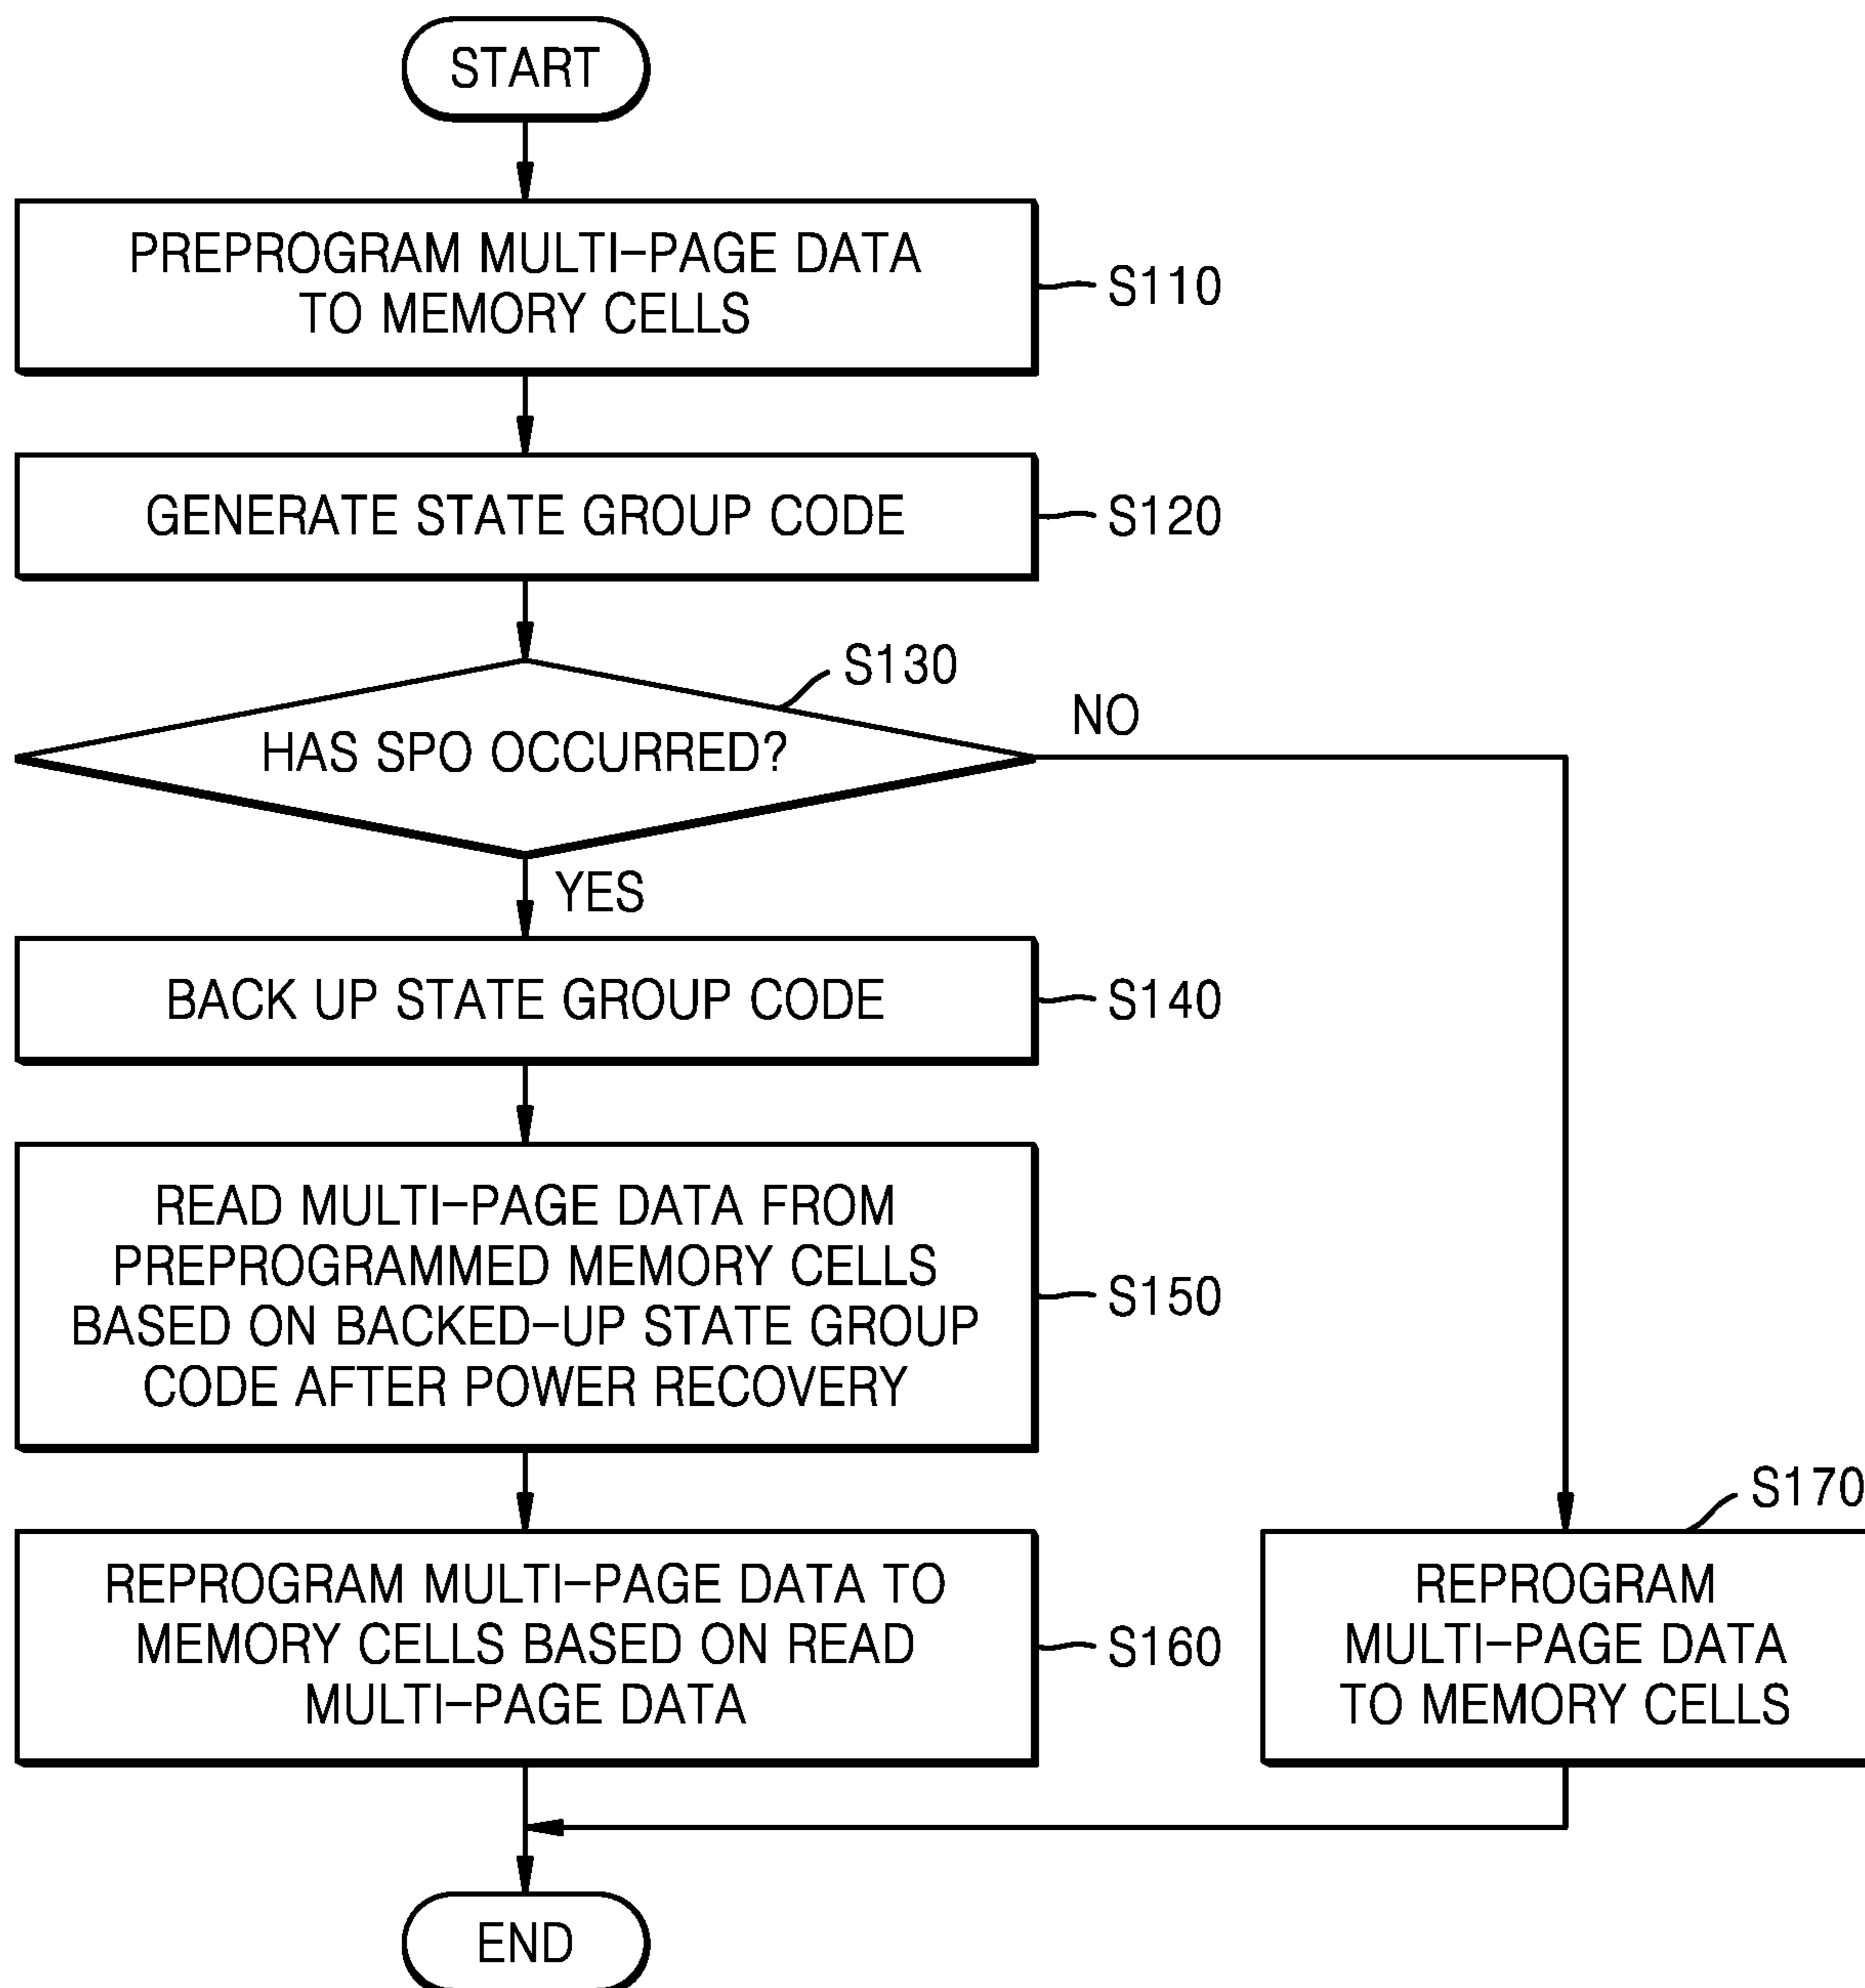 START
PREPROGRAM MULTI-PAGE DATA
TO MEMORY CELLS
S110
GENERATE STATE GROUP CODE
S120
S130
HAS SPO OCCURRED?
NO
YES
BACK UP STATE GROUP CODE
S140
READ MULTI-PAGE DATA FROM
PREPROGRAMMED MEMORY CELLS
BASED ON BACKED-UP STATE GROUP
CODE AFTER POWER RECOVERY
S150
REPROGRAM MULTI-PAGE DATA TO
MEMORY CELLS BASED ON READ
MULTI-PAGE DATA
S160
S170
REPROGRAM
MULTI-PAGE DATA
TO MEMORY CELLS
END